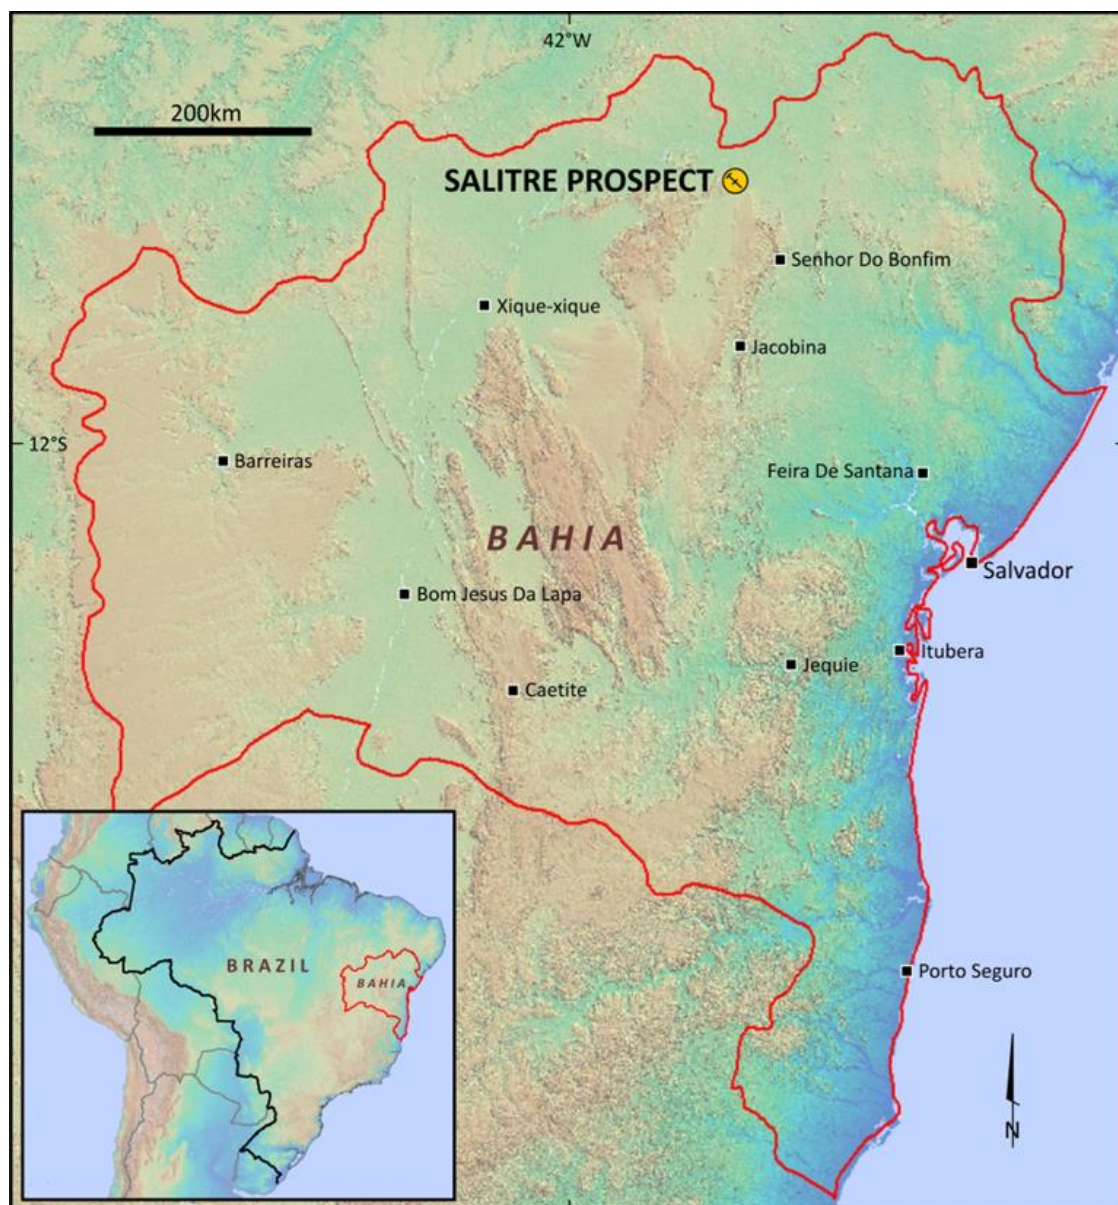 42°W
200km
SALITRE PROSPECT
Senhor Do Bonfim
Xique-xique
Jacobina
12°S
Barreiras
Feira De Santana
BAHIA
Salvador
Bom Jesus Da Lapa
Itubera
Jequie
Caetite
BRAZIL
BAHIA
Porto Seguro
N